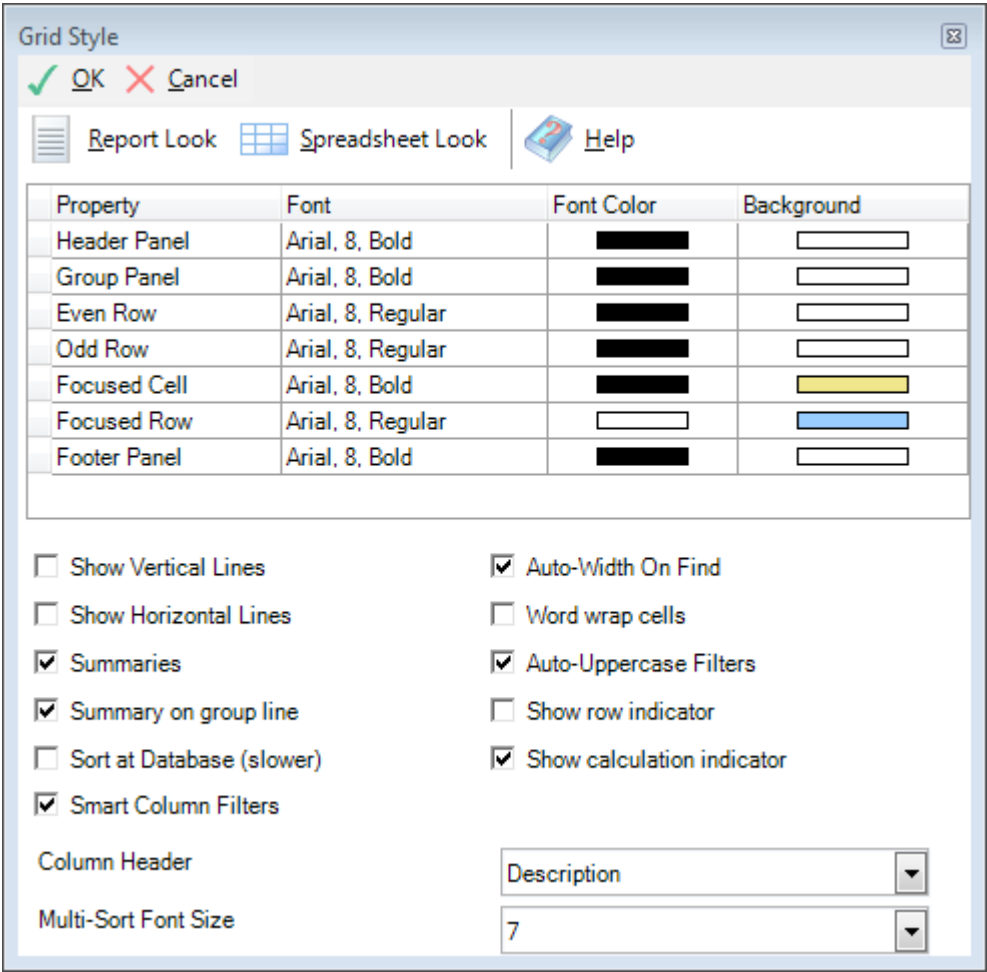 Grid Style
OK Cancel
Report Look Spreadsheet Look Help
Property Font Font Color Background
Header Panel Arial, 8, Bold
Group Panel Arial, 8, Bold
Even Row Arial, 8, Regular
Odd Row Arial, 8, Regular
Focused Cell Arial, 8, Bold
Focused Row Arial, 8, Regular
Footer Panel Arial, 8, Bold
Show Vertical Lines Auto-Width On Find
Show Horizontal Lines Word wrap cells
Summaries Auto-Uppercase Filters
Summary on group line Show row indicator
Sort at Database (slower) Show calculation indicator
Smart Column Filters
Column Header Description
Multi-Sort Font Size 7